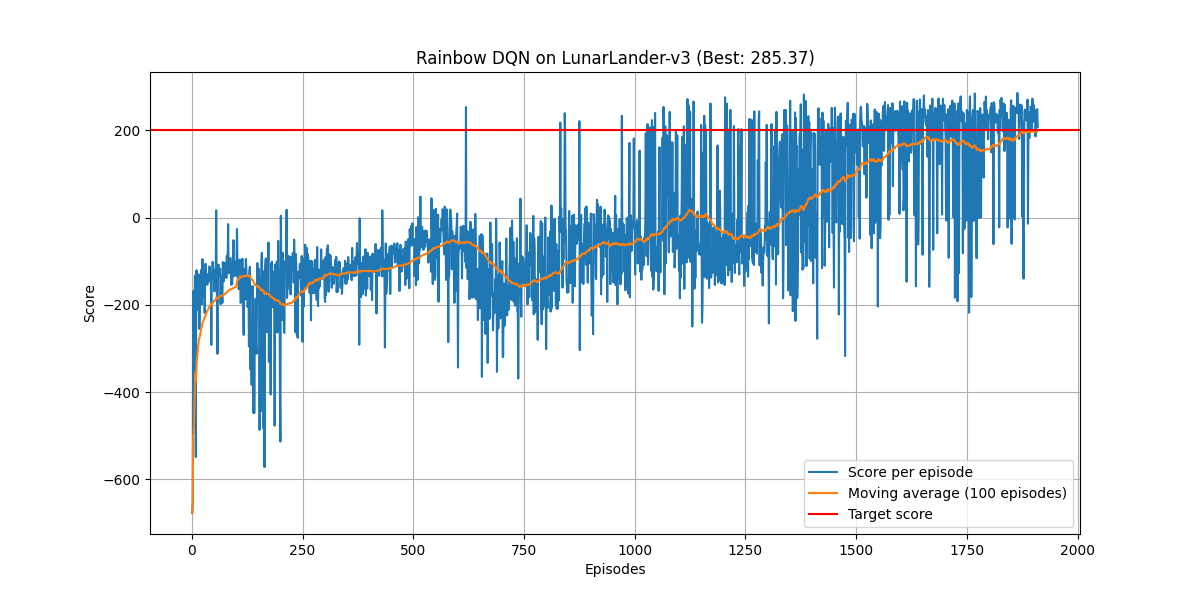 Rainbow DQN on LunarLander-v3 (Best: 285.37)
200
0
−200
−400
−600
Score
0
250
500
750
1000
1250
1500
1750
2000
Episodes
Score per episode
Moving average (100 episodes)
Target score